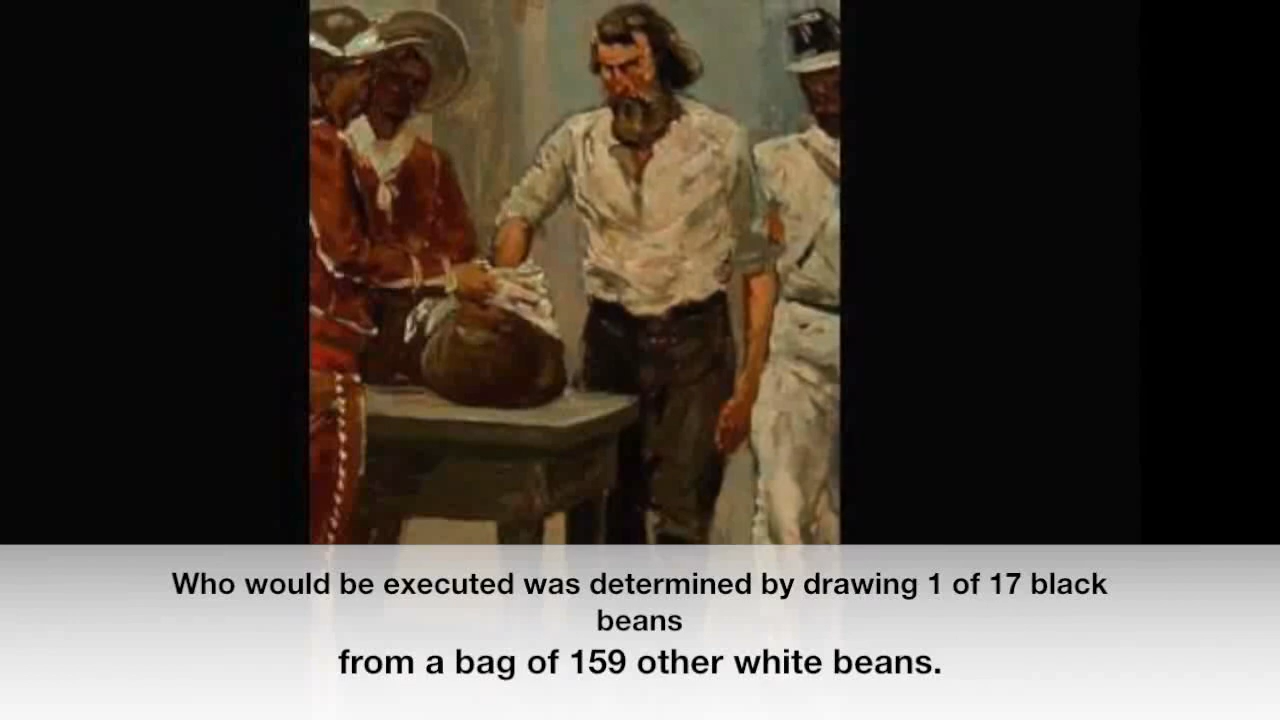 Who would be executed was determined by drawing 1 of 17 black
beans
from a bag of 159 other white beans.